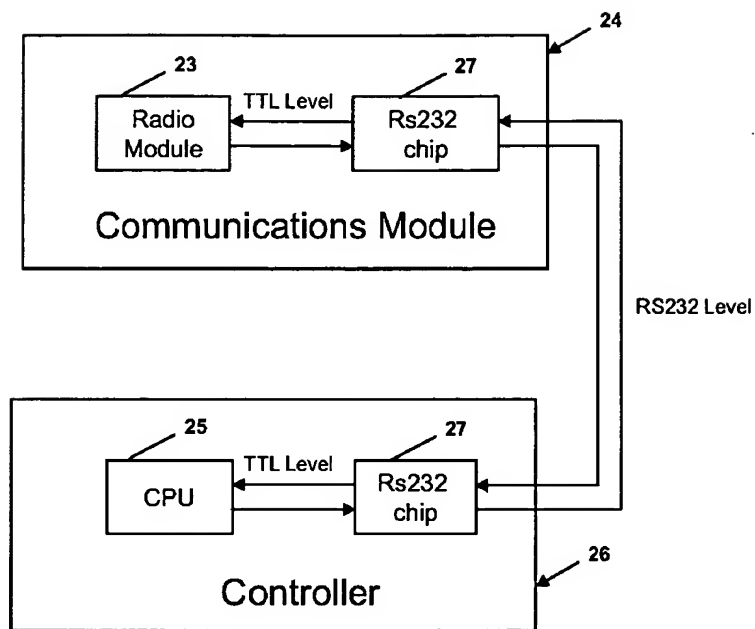 24
23
27
TTL Level
Radio
Module
Rs232
chip
Communications Module
RS232 Level
25
27
TTL Level
CPU
Rs232
chip
26
Controller